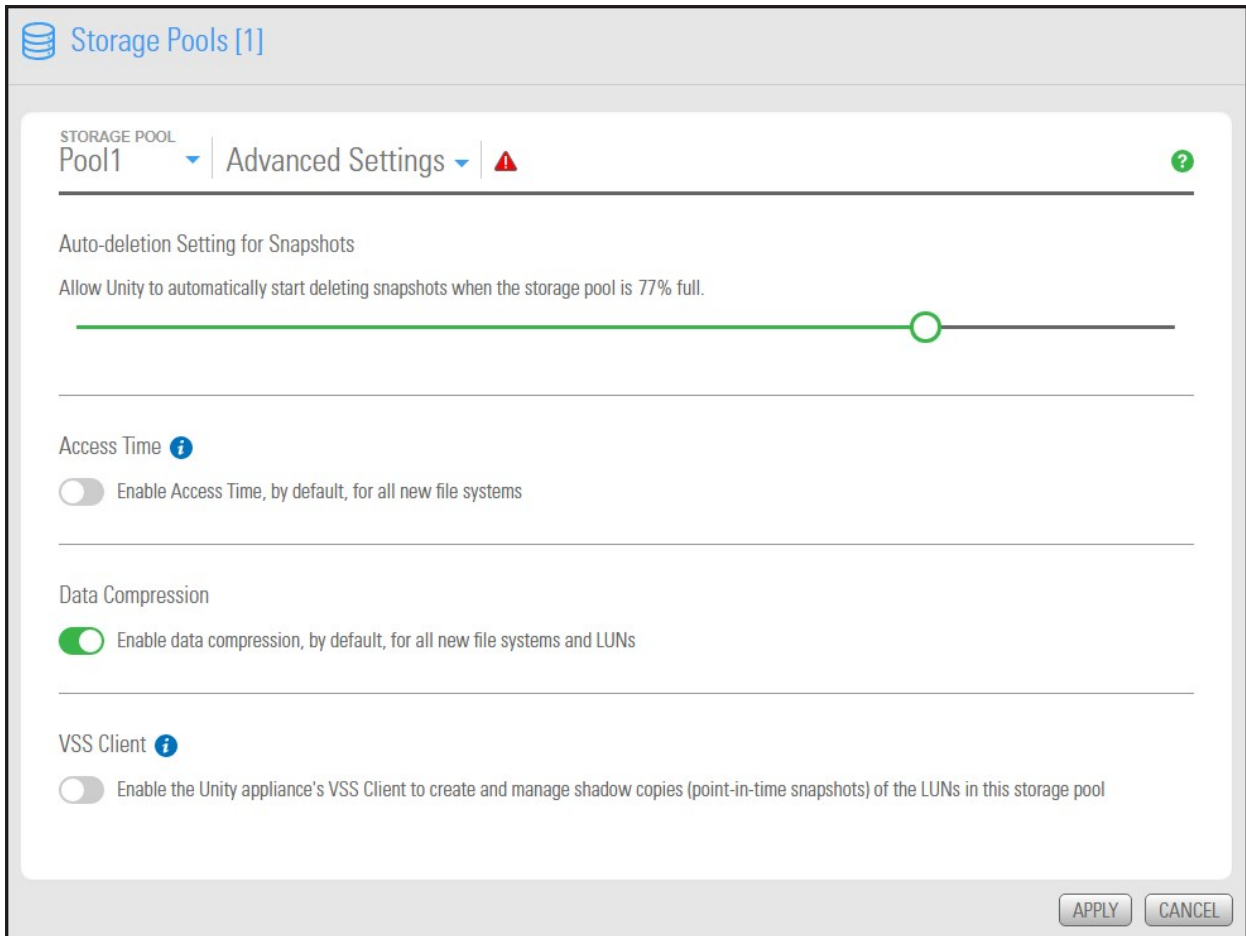 Storage Pools [1]
STORAGE POOL
Pool1
Advanced Settings
Auto-deletion Setting for Snapshots
Allow Unity to automatically start deleting snapshots when the storage pool is 77% full.
Access Time
Enable Access Time, by default, for all new file systems
Data Compression
Enable data compression, by default, for all new file systems and LUNs
VSS Client
Enable the Unity appliance's VSS Client to create and manage shadow copies (point-in-time snapshots) of the LUNs in this storage pool
APPLY
CANCEL